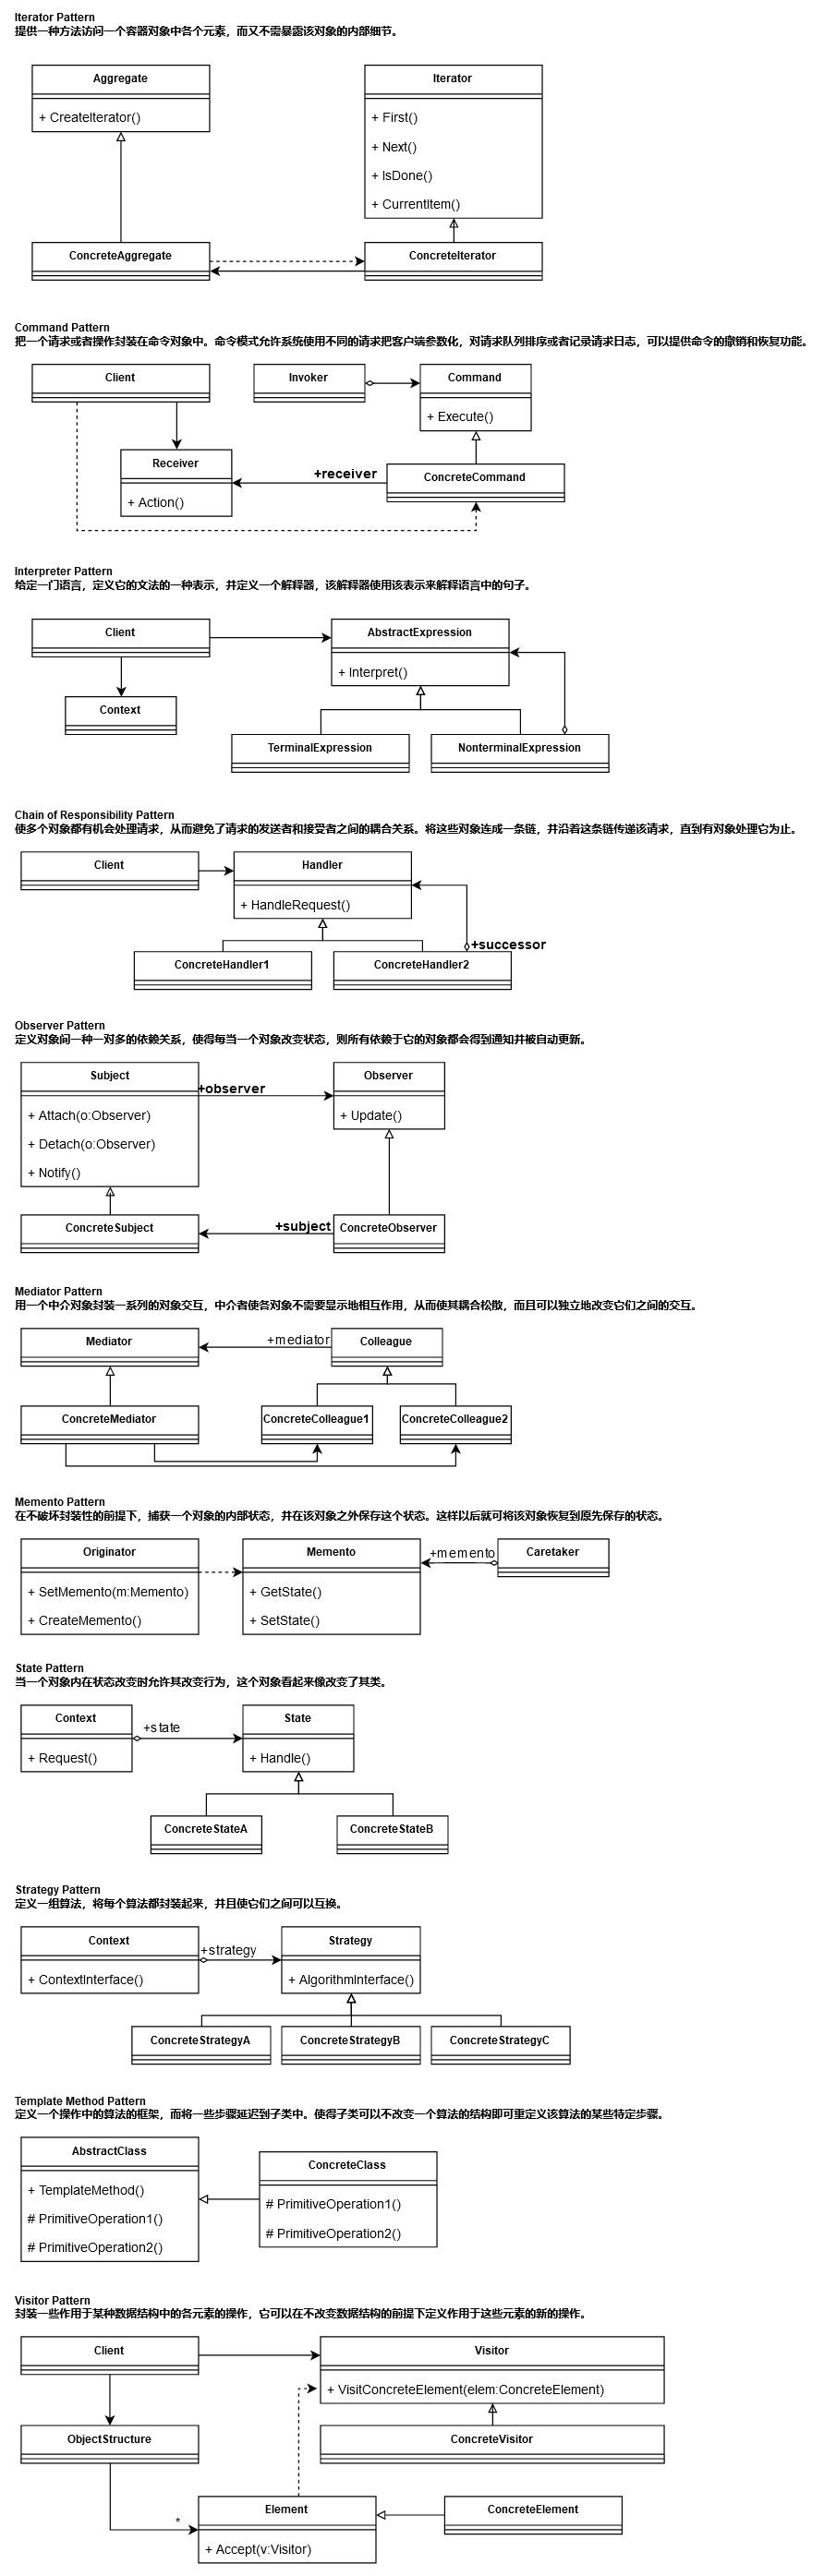 Iterator Pattern
提供一种方法访问一个容器对象中各个元素，而又不需暴露该对象的内部细节。
Aggregate
Iterator
+ CreateIterator()
+ First()
+ Next()
+ IsDone()
+ CurrentItem()
ConcreteAggregate
ConcreteIterator
Command Pattern
把一个请求或者操作封装在命令对象中。命令模式允许系统使用不同的请求把客户端参数化，对请求队列排序或者记录请求日志，可以提供命令的撤销和恢复功能。
Client
Invoker
Command
+ Execute()
Receiver
+receiver
ConcreteCommand
+ Action()
Interpreter Pattern
给定一门语言，定义它的文法的一种表示，并定义一个解释器，该解释器使用该表示来解释语言中的句子。
Client
AbstractExpression
+ Interpret()
Context
TerminalExpression
NonterminalExpression
Chain of Responsibility Pattern
使多个对象都有机会处理请求，从而避免了请求的发送者和接受者之间的耦合关系。将这些对象连成一条链，并沿着这条链传递该请求，直到有对象处理它为止。
Client
Handler
+ HandleRequest()
+successor
ConcreteHandler1
ConcreteHandler2
Observer Pattern
定义对象间一种一对多的依赖关系，使得每当一个对象改变状态，则所有依赖于它的对象都会得到通知并被自动更新。
Subject
+observer
Observer
+ Attach(o:Observer)
+ Update()
+ Detach(o:Observer)
+ Notify()
ConcreteSubject
+subject
ConcreteObserver
Mediator Pattern
用一个中介对象封装一系列的对象交互，中介者使各对象不需要显示地相互作用，从而使其耦合松散，而且可以独立地改变它们之间的交互。
Mediator
+mediator
Colleague
ConcreteMediator
ConcreteColleague1
ConcreteColleague2
Memento Pattern
在不破坏封装性的前提下，捕获一个对象的内部状态，并在该对象之外保存这个状态。这样以后就可将该对象恢复到原先保存的状态。
Originator
Memento
+memento
Caretaker
+ SetMemento(m:Memento)
+ GetState()
+ CreateMemento()
+ SetState()
State Pattern
当一个对象内在状态改变时允许其改变行为，这个对象看起来像改变了其类。
Context
+state
State
+ Request()
+ Handle()
ConcreteStateA
ConcreteStateB
Strategy Pattern
定义一组算法，将每个算法都封装起来，并且使它们之间可以互换。
Context
+strategy
Strategy
+ ContextInterface()
+ AlgorithmInterface()
ConcreteStrategyA
ConcreteStrategyB
ConcreteStrategyC
Template Method Pattern
定义一个操作中的算法的框架，而将一些步骤延迟到子类中。使得子类可以不改变一个算法的结构即可重定义该算法的某些特定步骤。
AbstractClass
ConcreteClass
+ TemplateMethod()
# PrimitiveOperation1()
# PrimitiveOperation1()
# PrimitiveOperation2()
# PrimitiveOperation2()
Visitor Pattern
封装一些作用于某种数据结构中的各元素的操作，它可以在不改变数据结构的前提下定义作用于这些元素的新的操作。
Client
Visitor
+ VisitConcreteElement(elem:ConcreteElement)
ObjectStructure
ConcreteVisitor
*
Element
ConcreteElement
+ Accept(v:Visitor)